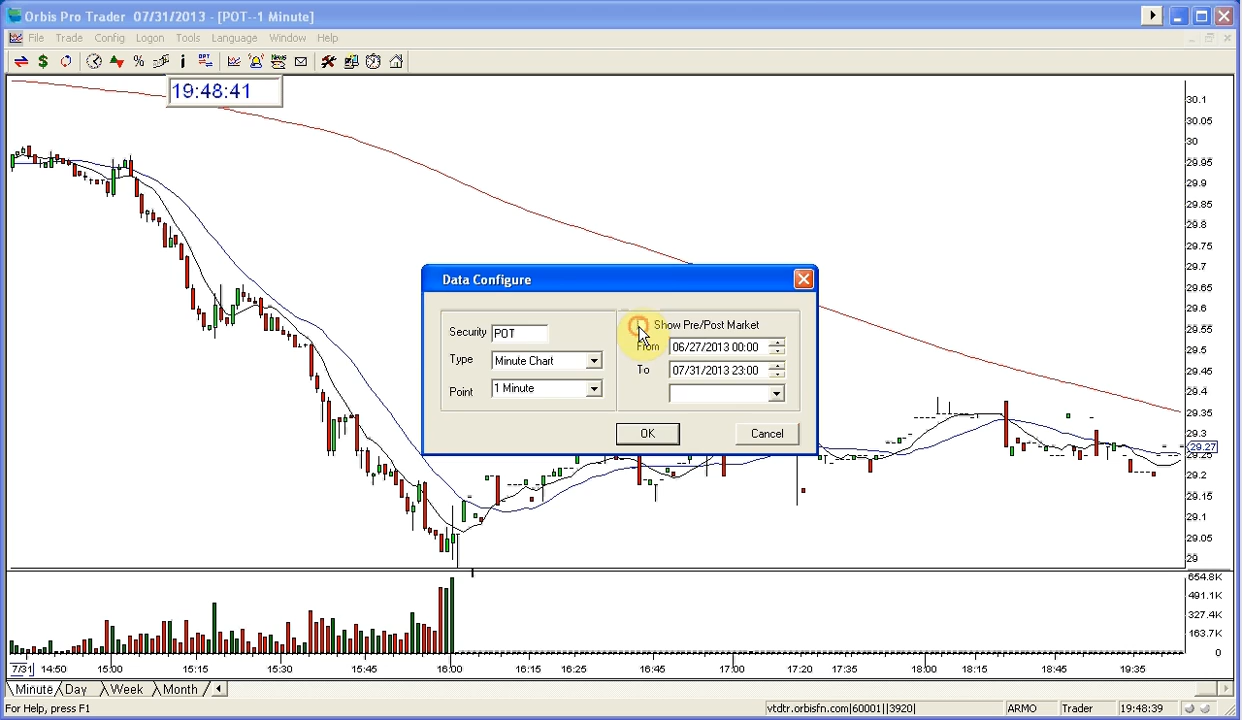 Orbis Pro Trader 07/31/2013 - [POT--1 Minute]
File Trade Config Logon Tools Language Window Help
19:48:41
30.1
30.05
30
29.95
29.9
29.85
29.8
29.75
29.7
29.65
29.6
29.55
29.5
29.45
29.4
29.35
29.3
29.27
29.25
29.2
29.15
29.1
29.05
29
Data Configure
Security POT
Type Minute Chart
Point 1 Minute
Show Pre/Post Market
From 06/27/2013 00:00
To 07/31/2013 23:00
OK Cancel
654.8K
491.1K
327.4K
163.7K
0
7/31 14:50 15:00 15:15 15:30 15:45 16:00 16:15 16:25 16:45 17:00 17:20 17:35 18:00 18:15 18:45 19:35
Minute Day Week Month
For Help, press F1 vtdtr.orbisfn.com|60001||3920| ARMO Trader 19:48:39